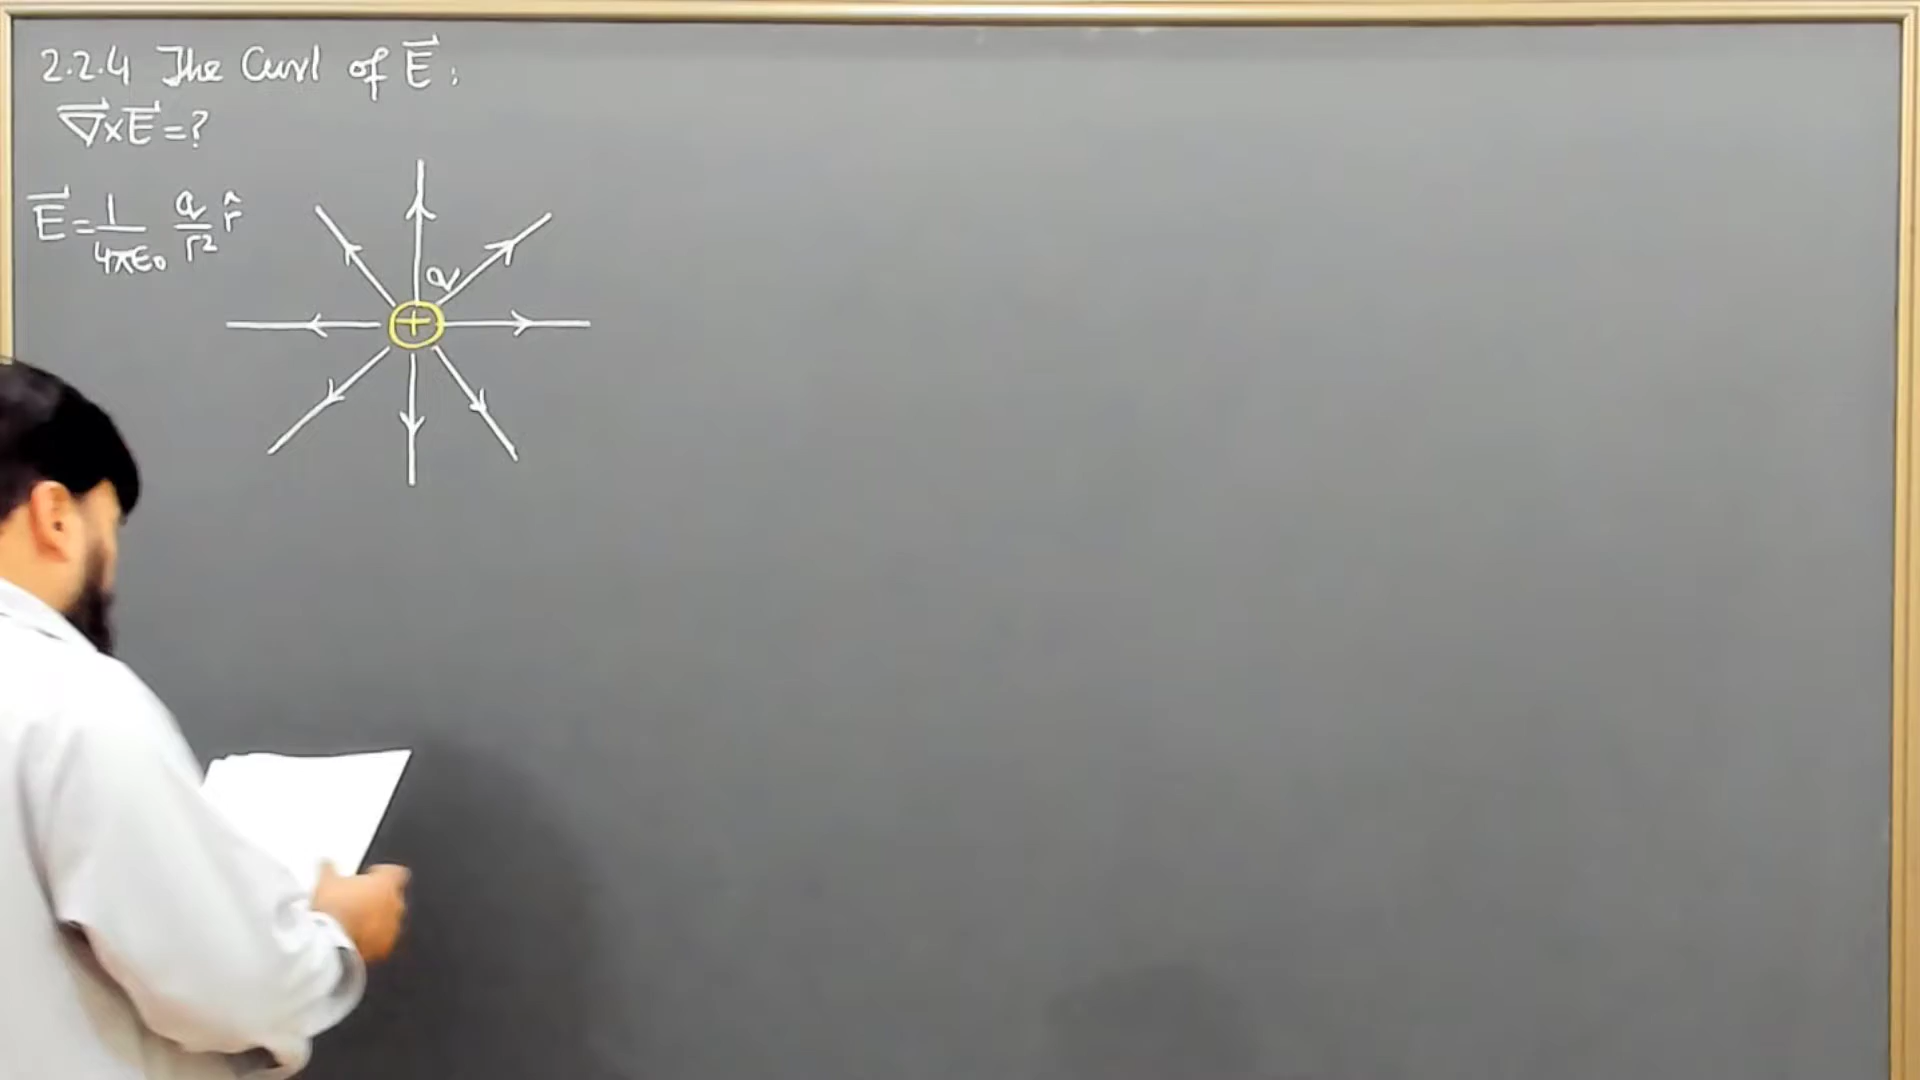 2.2.4 The Curl of E⃗ :
∇⃗×E⃗ = ?
E⃗ = 1/4πε₀ q/r² r̂
q
+